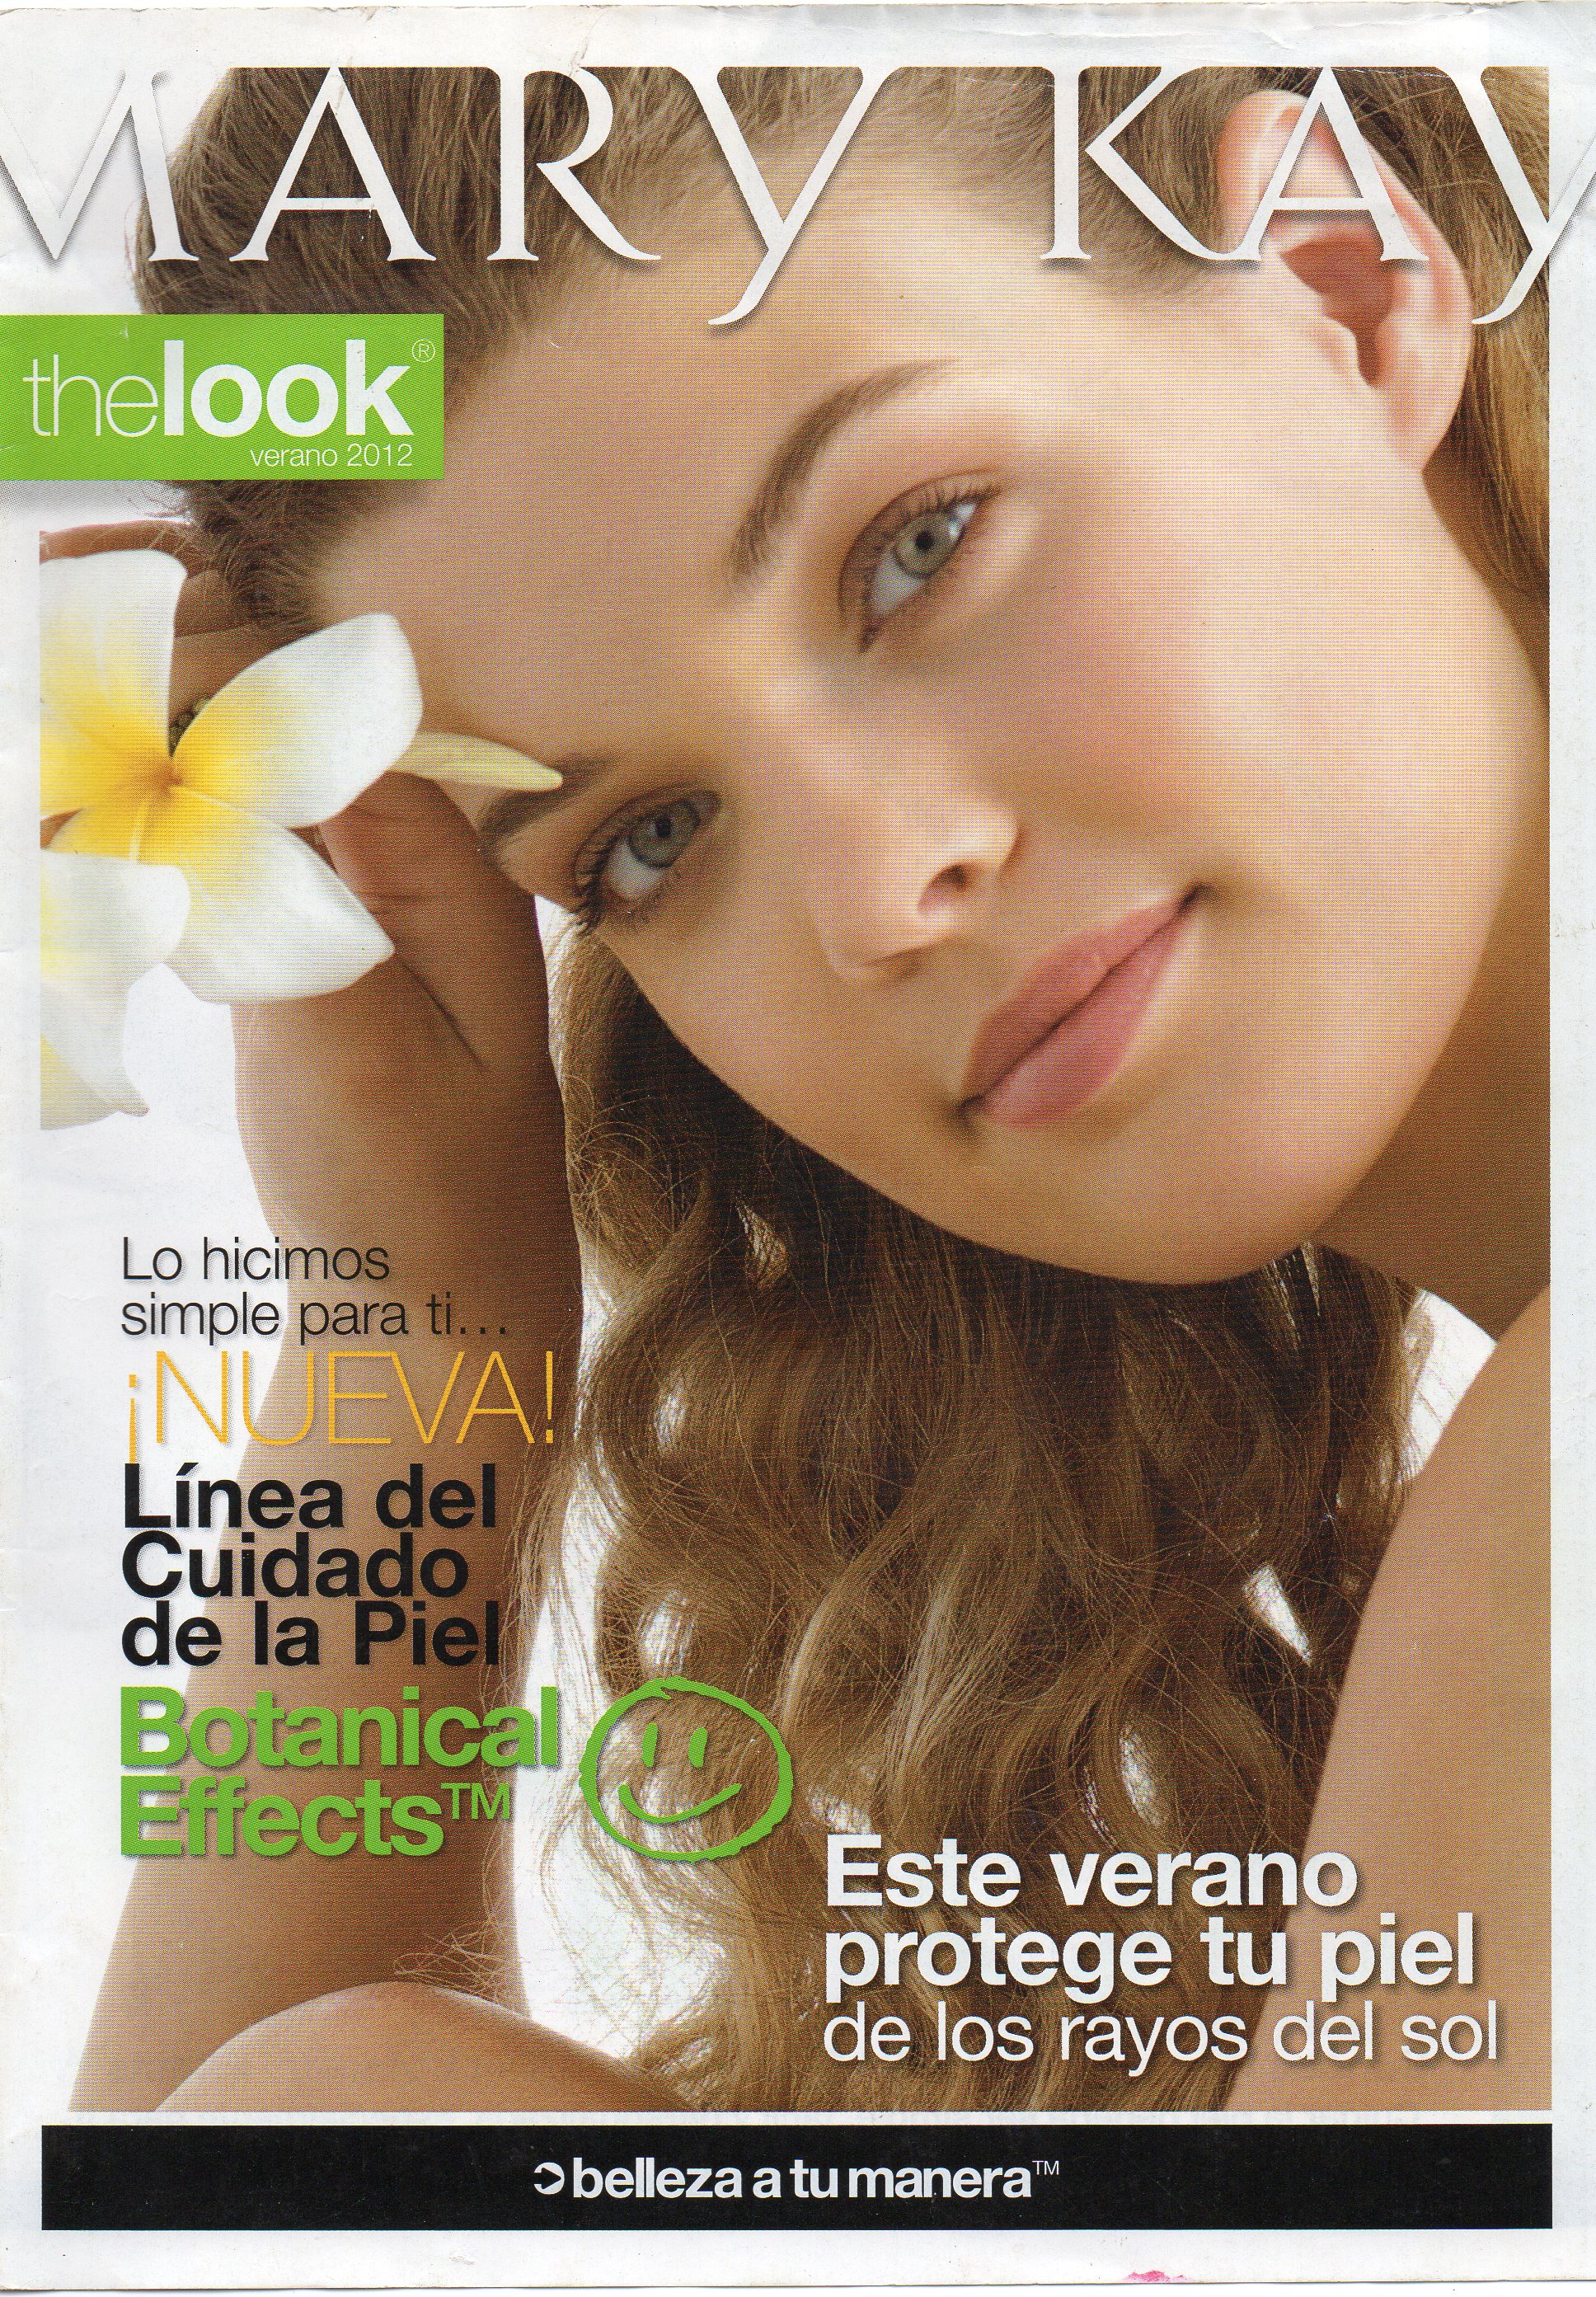 MARY KAY
thelook®
verano 2012
Lo hicimos
simple para ti...
¡NUEVA!
Línea del
Cuidado
de la Piel
Botanical
Effects™
Este verano
protege tu piel
de los rayos del sol
belleza a tu manera™